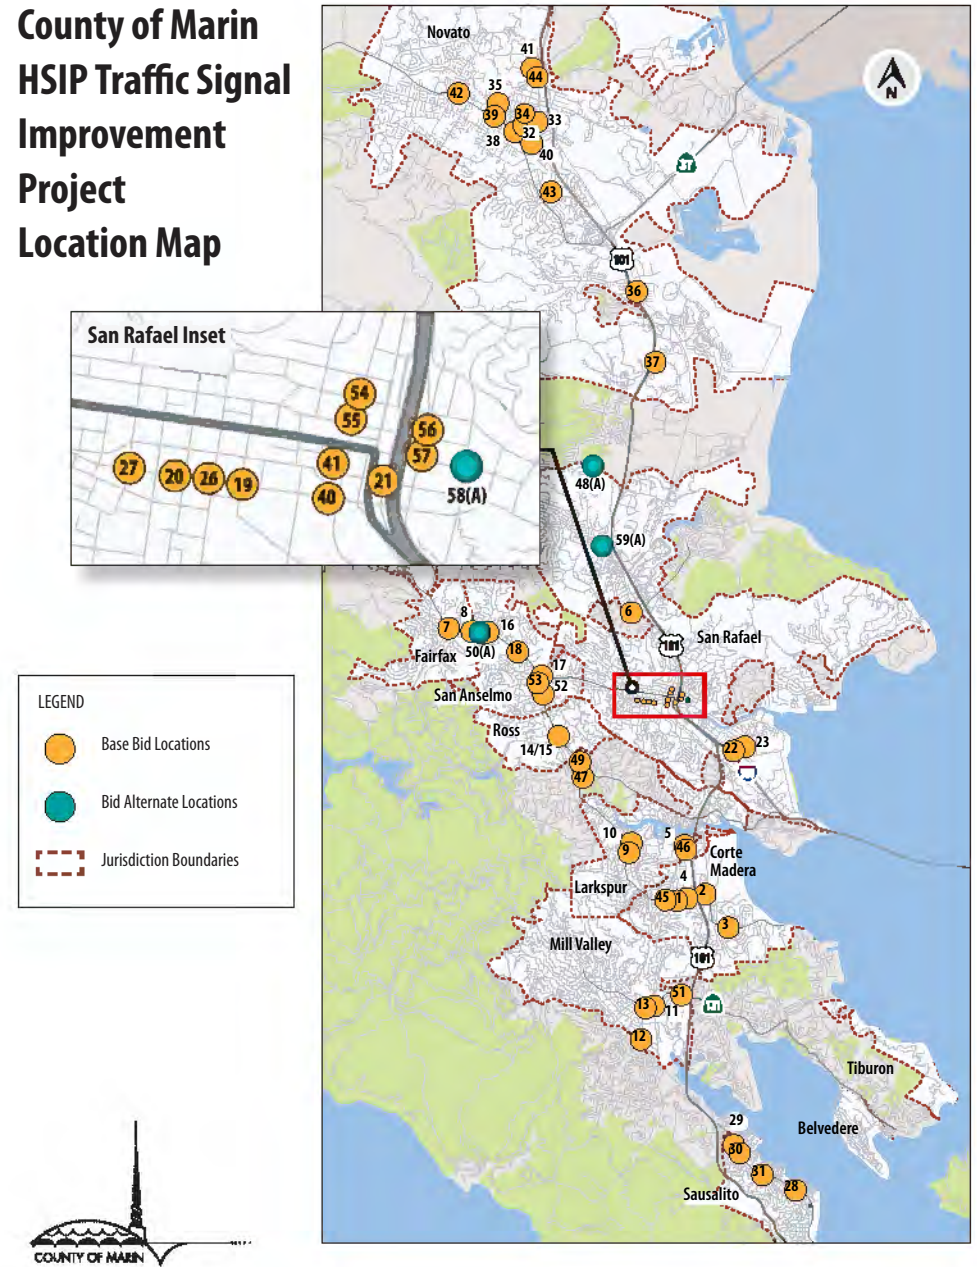 County of Marin
HSIP Traffic Signal
Improvement
Project
Location Map
Novato
41
44
42
35
39
34
33
32
38
40
43
37
101
N
36
37
San Rafael Inset
54
55
56
57
41
21
27
20
26
19
40
58(A)
48(A)
59(A)
6
8
7
16
50(A)
Fairfax
18
101
San Rafael
17
53
52
San Anselmo
Ross
14/15
49
47
22
23
LEGEND
Base Bid Locations
Bid Alternate Locations
Jurisdiction Boundaries
10
9
5
46
Corte
Madera
4
Larkspur
45
1
2
3
Mill Valley
101
51
13
11
131
12
Tiburon
Belvedere
29
30
31
28
Sausalito
COUNTY OF MARIN